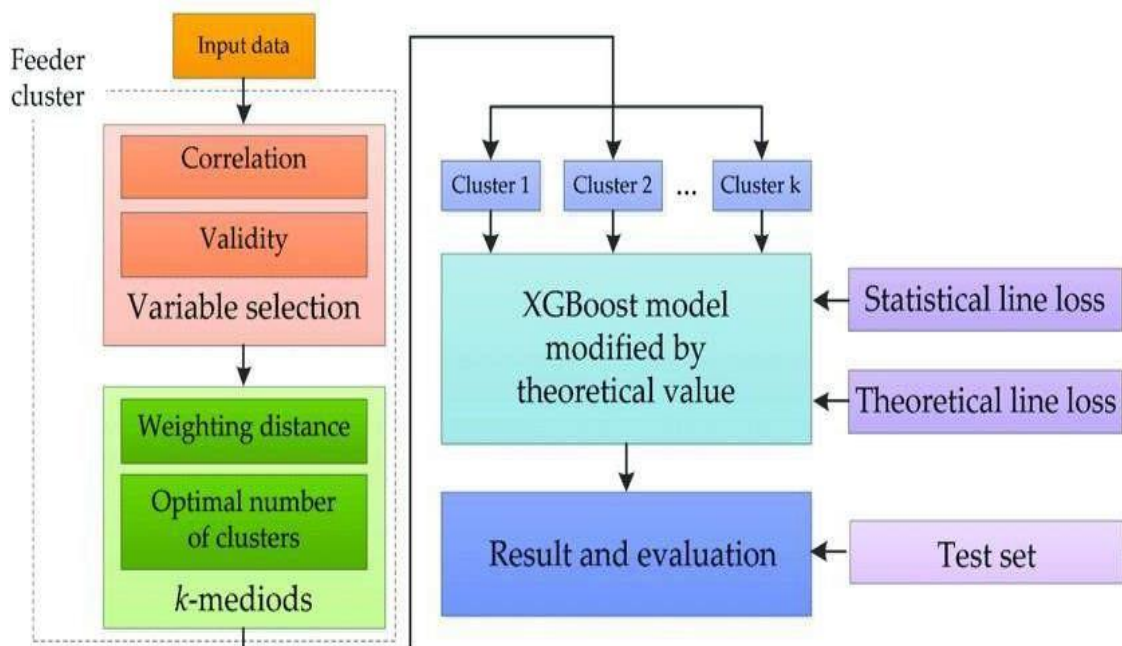 Input data
Feeder
cluster
Correlation
Validity
Variable selection
Weighting distance
Optimal number
of clusters
k-mediods
Cluster 1
Cluster 2
...
Cluster k
XGBoost model
modified by
theoretical value
Statistical line loss
Theoretical line loss
Result and evaluation
Test set